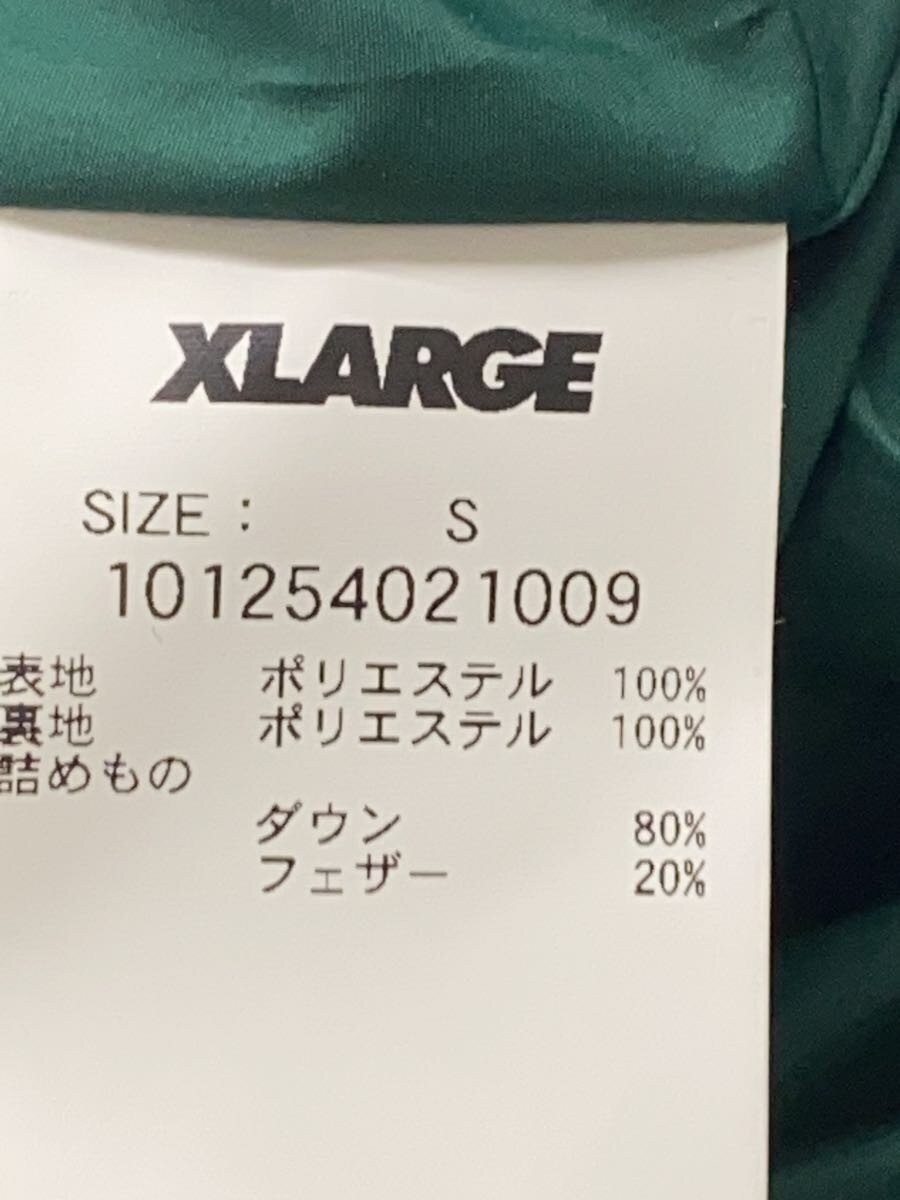 XLARGE
SIZE : S
101254021009
表地 ポリエステル 100%
裏地 ポリエステル 100%
詰めもの
ダウン 80%
フェザー 20%